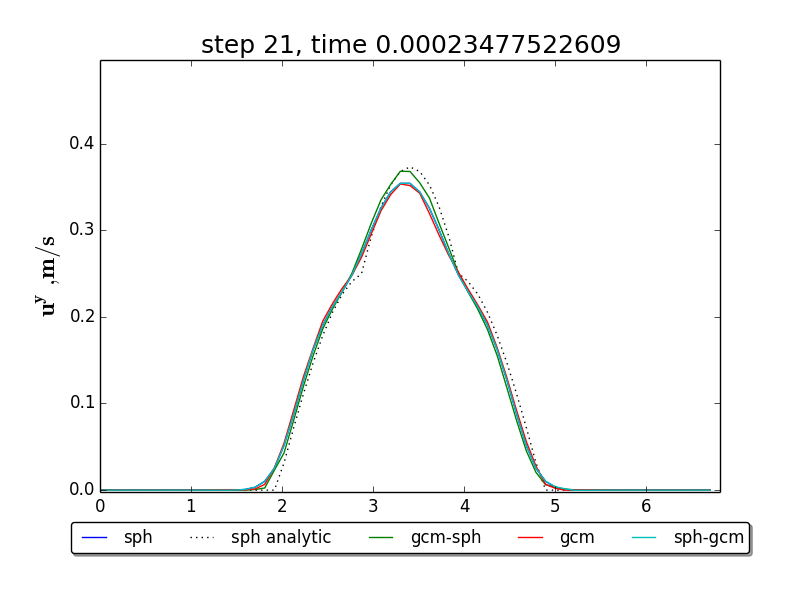 step 21, time 0.00023477522609
0.4
0.3
0.2
0.1
0.0
u^y ,m/s
0 1 2 3 4 5 6
sph sph analytic gcm-sph gcm sph-gcm